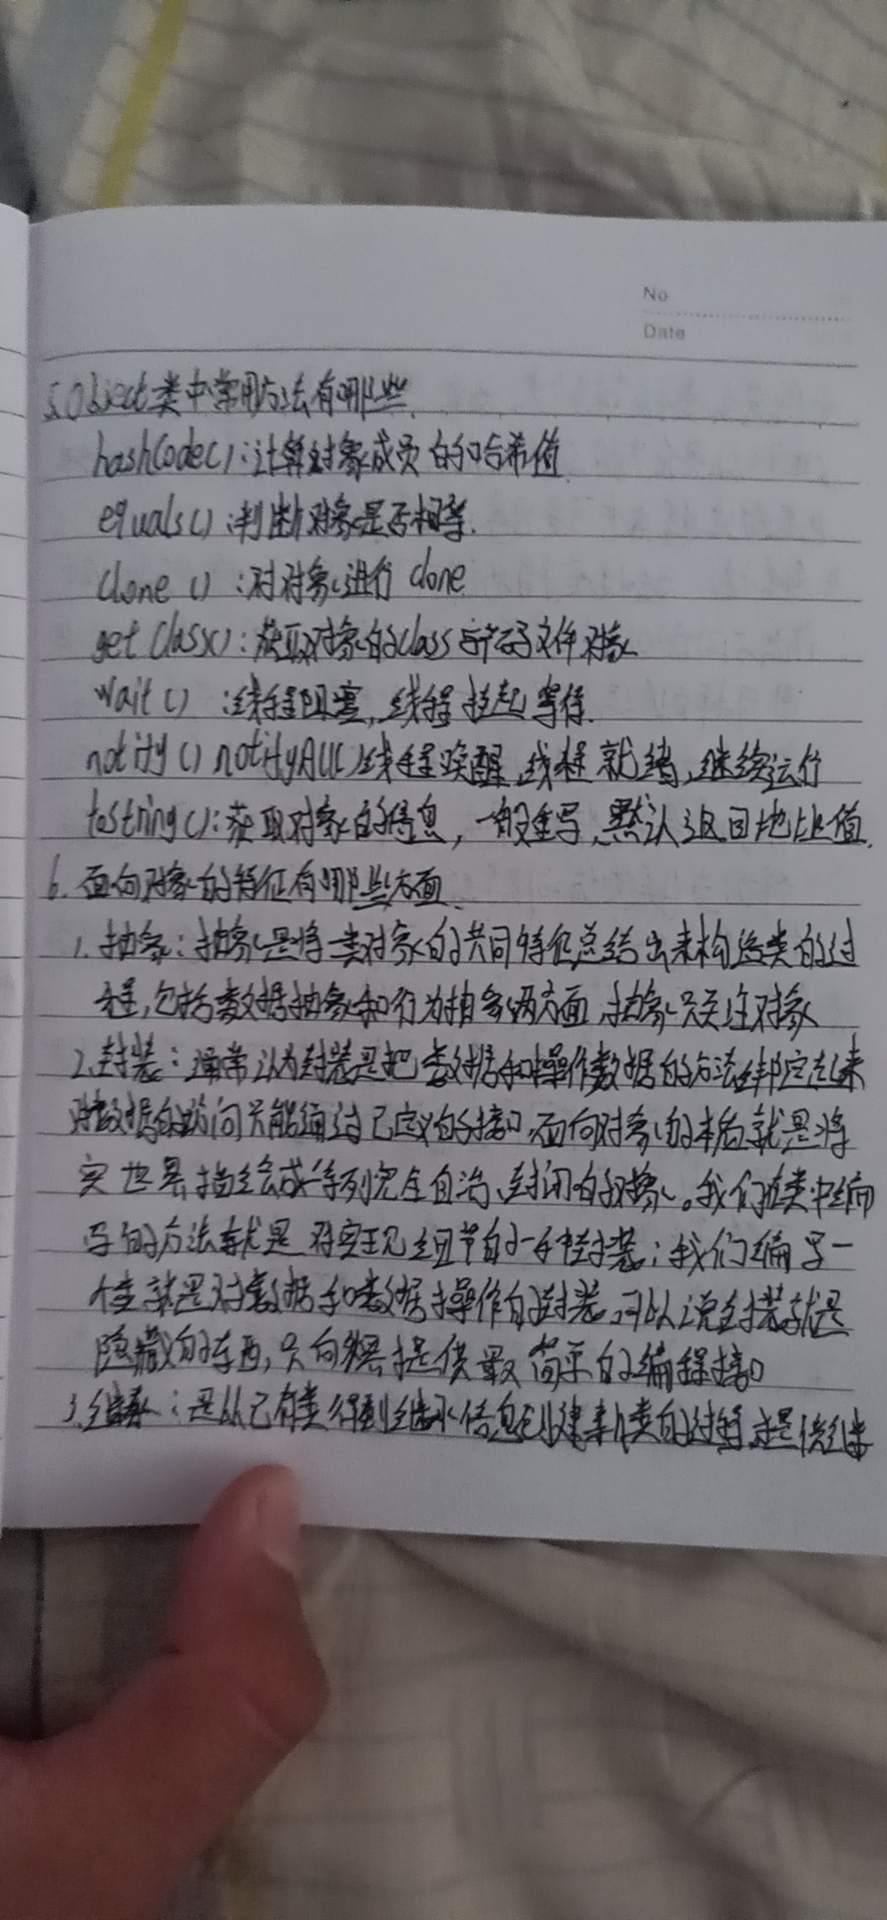 No
Date
5.Object类中常用方法有哪些.
hashCode():计算对象成员的哈希值
equals():判断对象是否相等.
clone():对对象进行clone
getClass():获取对象的class字节码文件对象
wait():线程阻塞,线程挂起等待.
notify() notifyAll()线程唤醒,线程就绪,继续运行
toString():获取对象的信息,一般重写,默认返回地址值.
6.面向对象的特征有哪些方面.
1.抽象:抽象是将一类对象的共同特征总结出来构造类的过
程,包括数据抽象和行为抽象两方面,抽象只关注对象
2.封装:通常认为封装是把数据和操作数据的方法绑定起来
对数据的访问只能通过已定义的接口,面向对象的本质就是将
实世界描绘成一系列完全自治、封闭的对象。我们在类中编
写的方法就是对实现细节的一种封装;我们编写一
个类就是对数据和数据操作的封装,可以说封装就是
隐藏的东西,只向外界提供最简单的编程接口
3.继承:是从已有类得到继承信息创建新类的过程,提供继